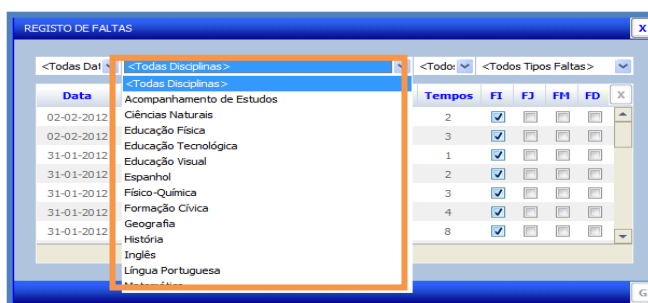 REGISTO DE FALTAS X
<Todas Dat <Todas Disciplinas> <Todos <Todos Tipos Faltas>
<Todas Disciplinas>
Data Tempos FI FJ FM FD X
Acompanhamento de Estudos
02-02-2012 Ciências Naturais 2
Educação Física
02-02-2012 3
Educação Tecnológica
31-01-2012 Educação Visual 1
31-01-2012 Espanhol 2
31-01-2012 Físico-Química 3
Formação Cívica
31-01-2012 4
Geografia
31-01-2012 História 8
Inglês
Língua Portuguesa
Matemática
G